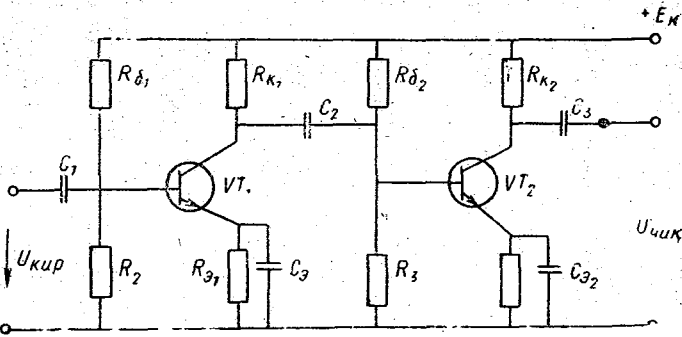 + Eк
Rб1
Rк1
Rб2
Rк2
C2
C3
C1
VT1
VT2
Uкир
R2
Rэ1
Cэ
R3
Cэ2
Uчиқ